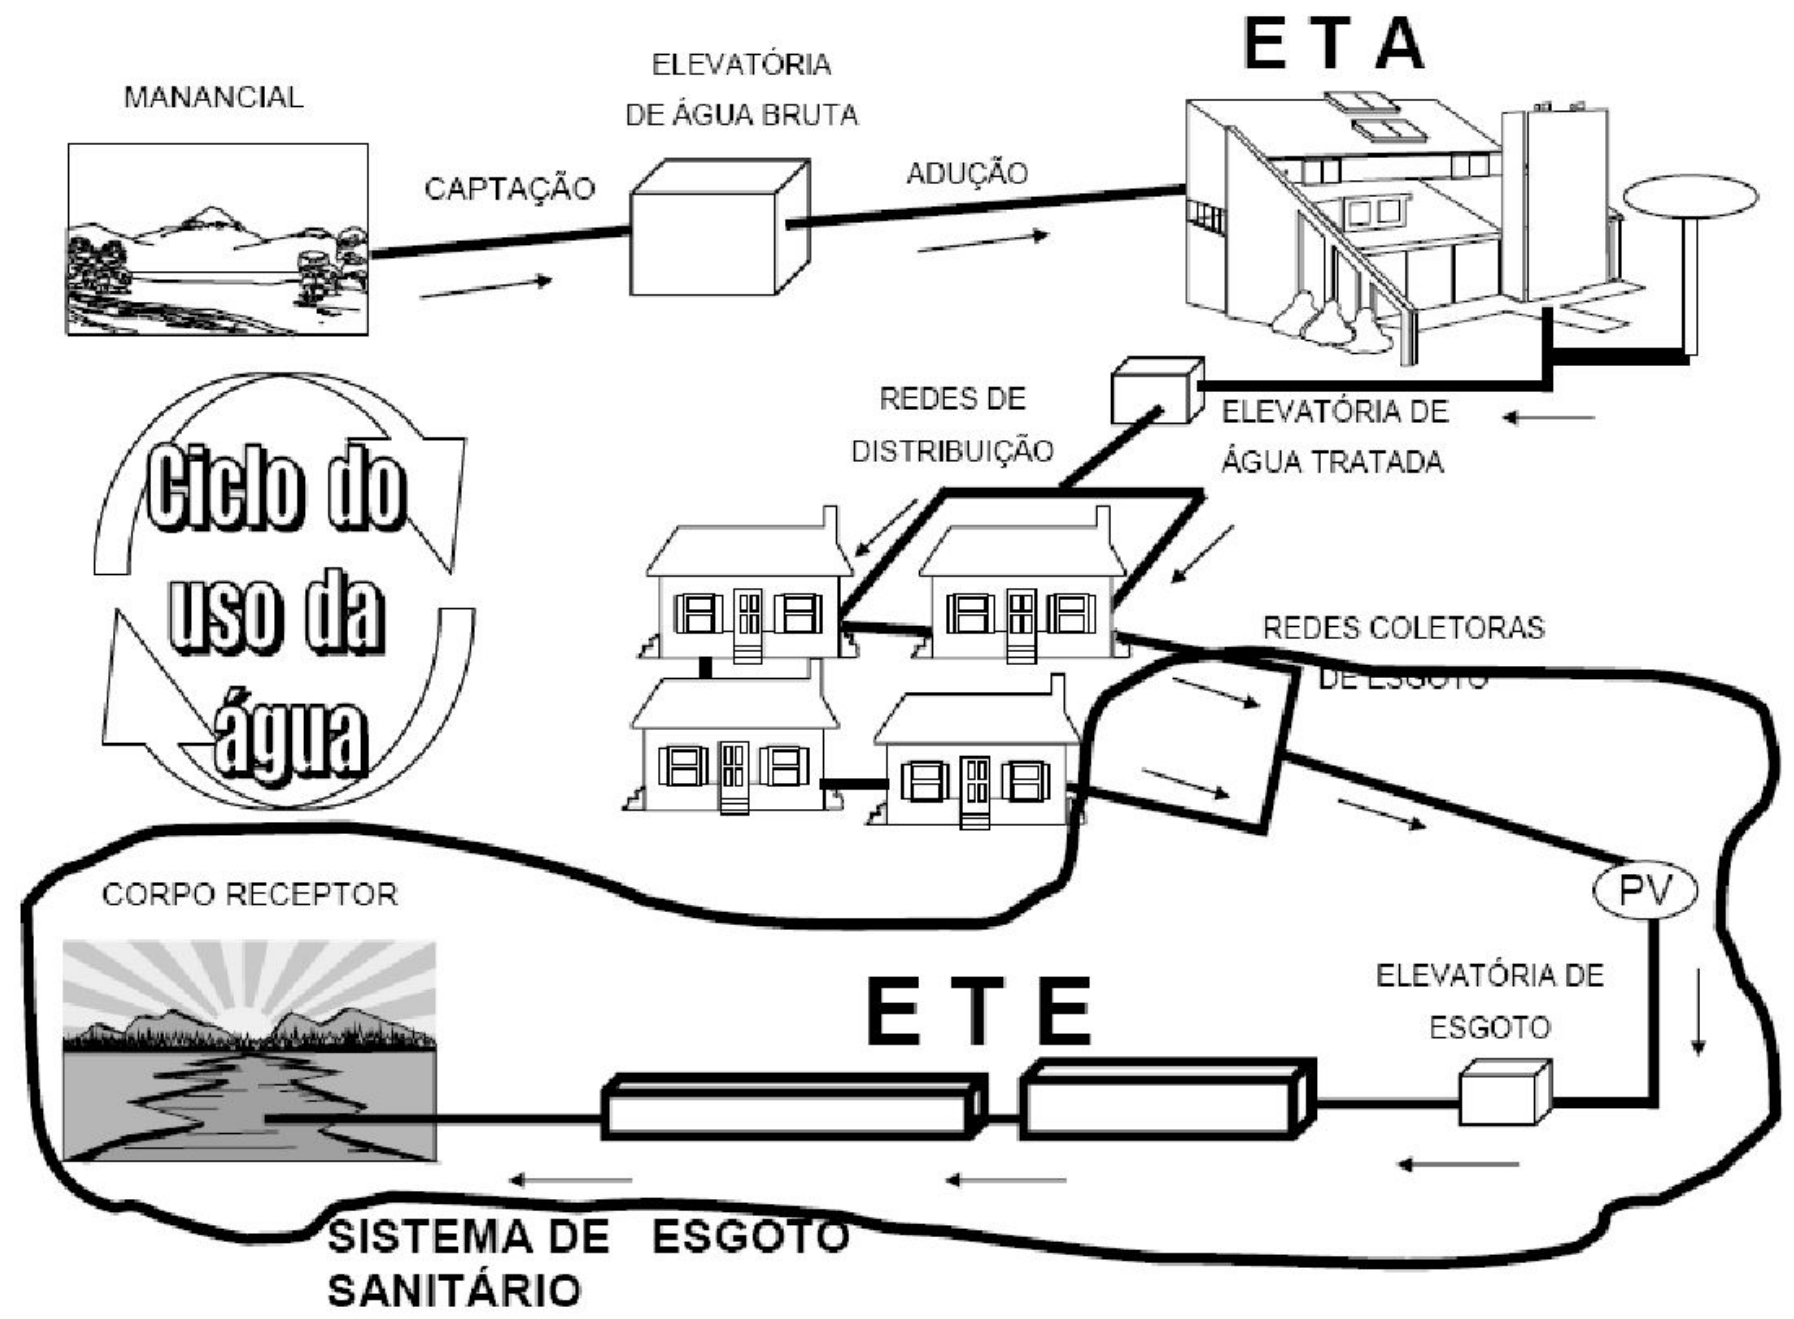 E T A
ELEVATÓRIA
DE ÁGUA BRUTA
MANANCIAL
CAPTAÇÃO
ADUÇÃO
REDES DE
DISTRIBUIÇÃO
ELEVATÓRIA DE
ÁGUA TRATADA
Ciclo do
uso da
água
REDES COLETORAS
DE ESGOTO
PV
CORPO RECEPTOR
E T E
ELEVATÓRIA DE
ESGOTO
SISTEMA DE ESGOTO
SANITÁRIO